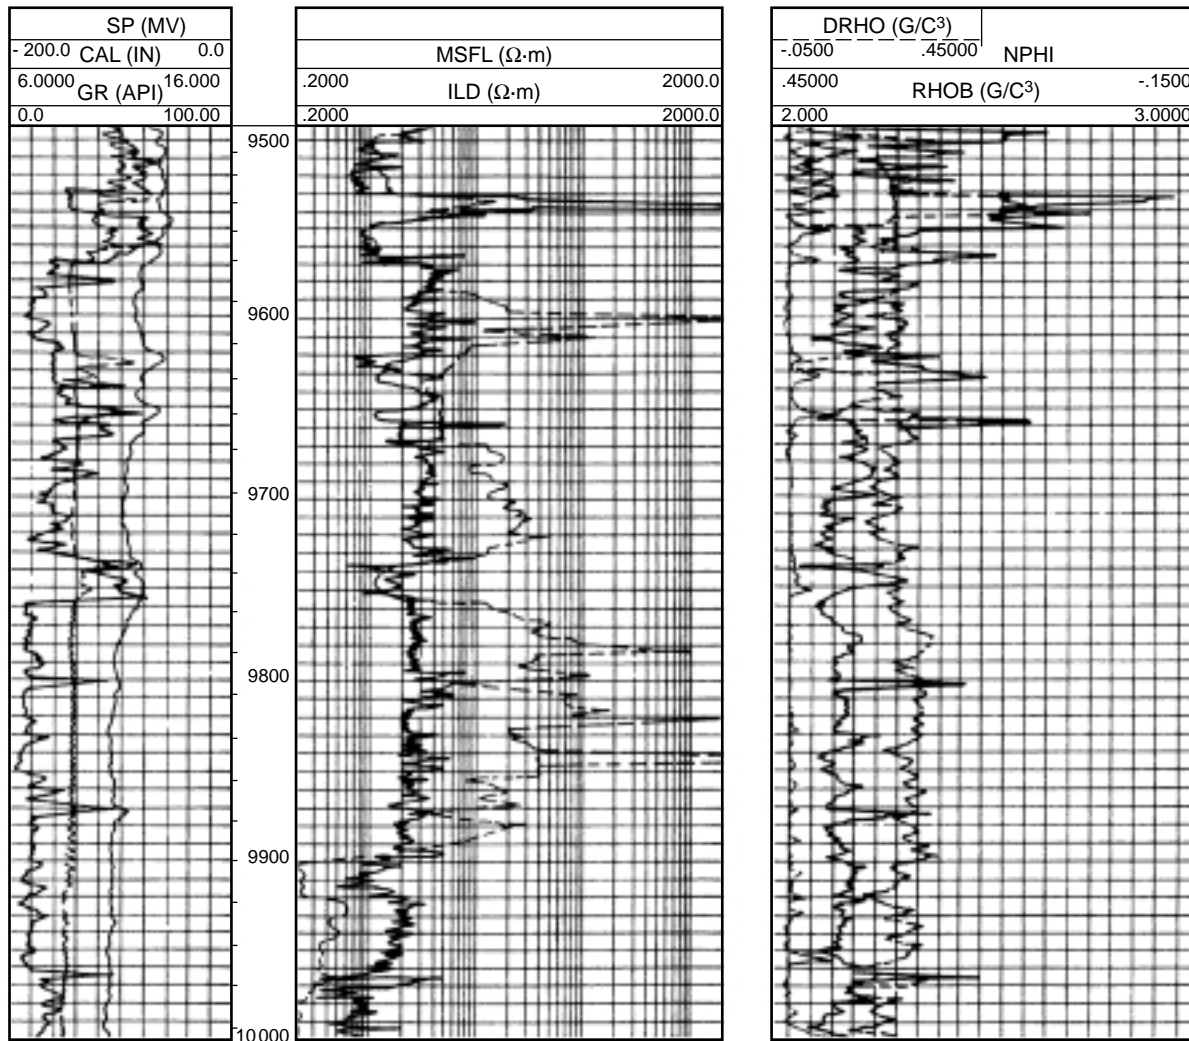 SP (MV)
- 200.0 0.0
CAL (IN)
6.0000 16.000
GR (API)
0.0 100.00
MSFL (Ω·m)
.2000 2000.0
ILD (Ω·m)
.2000 2000.0
DRHO (G/C³)
-.0500 .45000
NPHI
.45000 -.1500
RHOB (G/C³)
2.000 3.0000
9500
9600
9700
9800
9900
10000